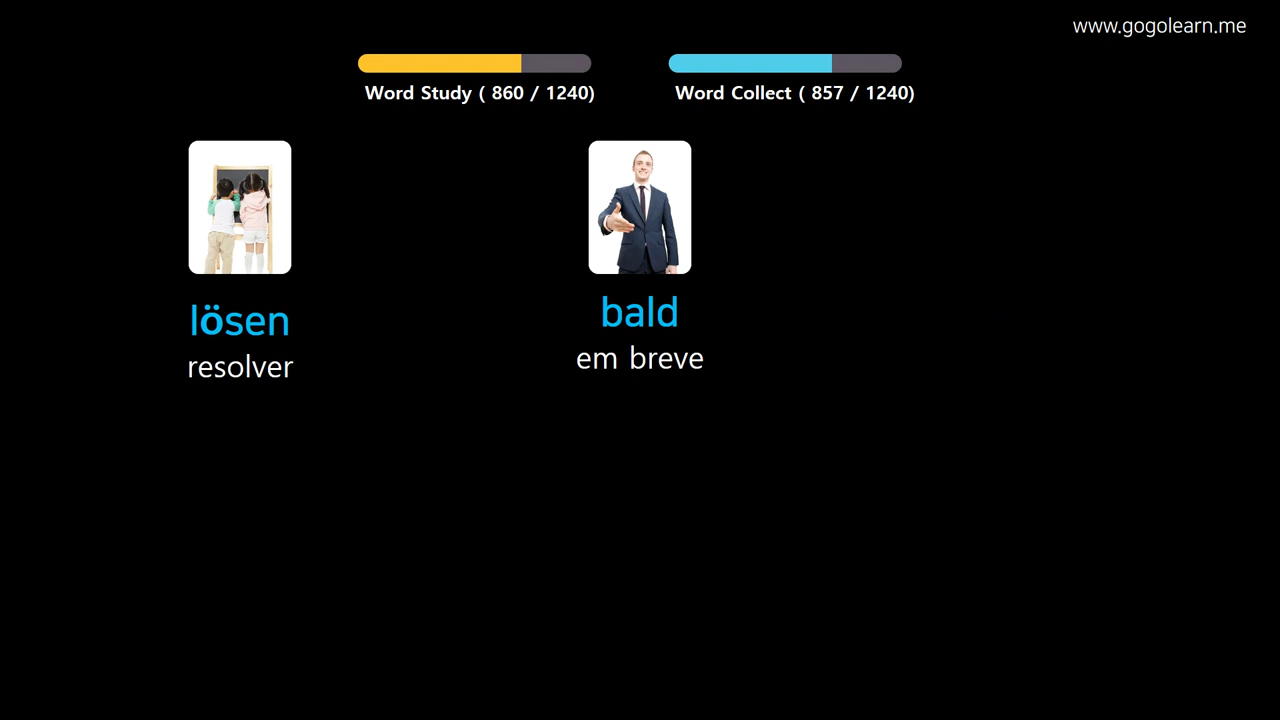 www.gogolearn.me
Word Study ( 860 / 1240)
Word Collect ( 857 / 1240)
lösen
resolver
bald
em breve